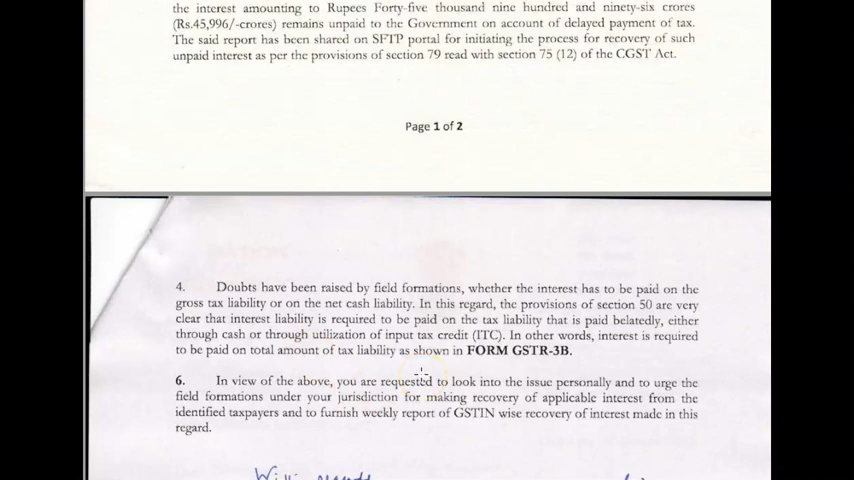 the interest amounting to Rupees Forty-five thousand nine hundred and ninety-six crores
(Rs.45,996/-crores) remains unpaid to the Government on account of delayed payment of tax.
The said report has been shared on SFTP portal for initiating the process for recovery of such
unpaid interest as per the provisions of section 79 read with section 75 (12) of the CGST Act.
Page 1 of 2
4. Doubts have been raised by field formations, whether the interest has to be paid on the
gross tax liability or on the net cash liability. In this regard, the provisions of section 50 are very
clear that interest liability is required to be paid on the tax liability that is paid belatedly, either
through cash or through utilization of input tax credit (ITC). In other words, interest is required
to be paid on total amount of tax liability as shown in FORM GSTR-3B.
6. In view of the above, you are requested to look into the issue personally and to urge the
field formations under your jurisdiction for making recovery of applicable interest from the
identified taxpayers and to furnish weekly report of GSTIN wise recovery of interest made in this
regard.